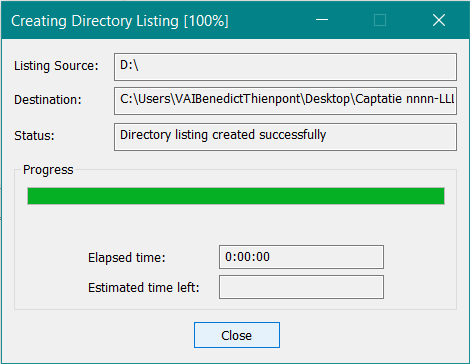 Creating Directory Listing [100%]
Listing Source: D:\
Destination: C:\Users\VAIBenedictThienpont\Desktop\Captatie nnnn-LLL
Status: Directory listing created successfully
Progress
Elapsed time: 0:00:00
Estimated time left:
Close